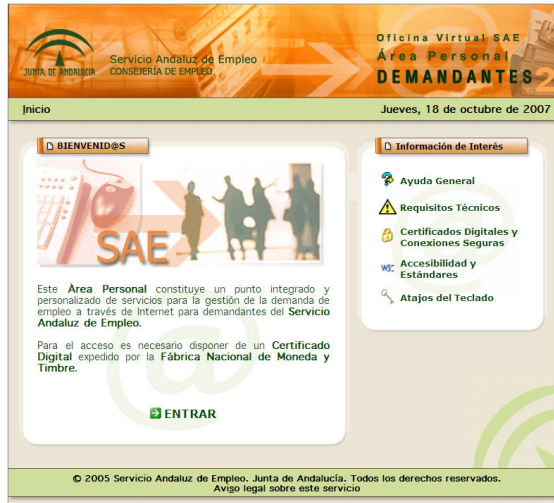 JUNTA DE ANDALUCIA
Servicio Andaluz de Empleo
CONSEJERÍA DE EMPLEO
Oficina Virtual SAE
Área Personal
DEMANDANTES
Inicio
Jueves, 18 de octubre de 2007
BIENVENID@S
SAE
Este Área Personal constituye un punto integrado y
personalizado de servicios para la gestión de la demanda de
empleo a través de Internet para demandantes del Servicio
Andaluz de Empleo.
Para el acceso es necesario disponer de un Certificado
Digital expedido por la Fábrica Nacional de Moneda y
Timbre.
ENTRAR
Información de Interés
Ayuda General
Requisitos Técnicos
Certificados Digitales y
Conexiones Seguras
W3C
Accesibilidad y
Estándares
Atajos del Teclado
© 2005 Servicio Andaluz de Empleo. Junta de Andalucía. Todos los derechos reservados.
Aviso legal sobre este servicio